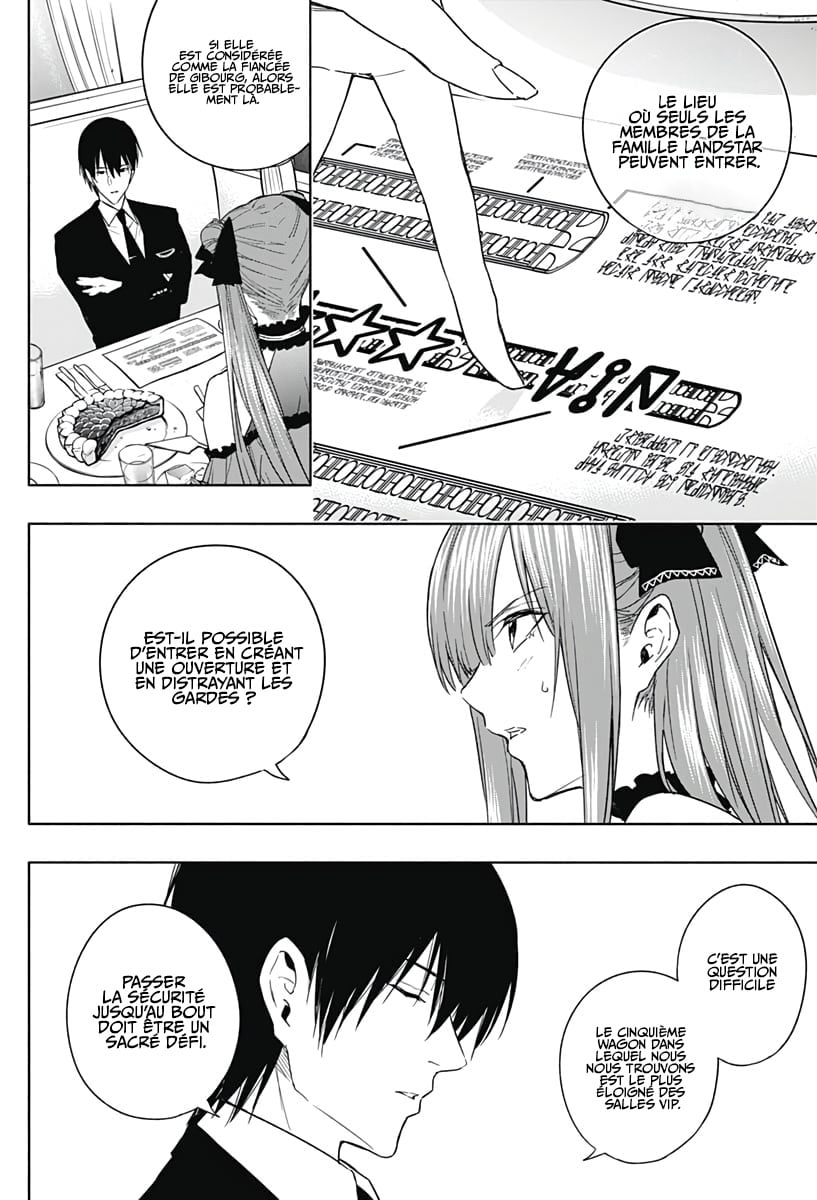 LE LIEU
OÙ SEULS LES
MEMBRES DE LA
FAMILLE LANDSTAR
PEUVENT ENTRER.
SI ELLE
EST CONSIDÉRÉE
COMME LA FIANCÉE
DE GIBOURG, ALORS
ELLE EST PROBABLE-
MENT LÀ.
EST-IL POSSIBLE
D'ENTRER EN CRÉANT
UNE OUVERTURE ET
EN DISTRAYANT LES
GARDES ?
C'EST UNE
QUESTION
DIFFICILE
LE CINQUIÈME
WAGON DANS
LEQUEL NOUS
NOUS TROUVONS
EST LE PLUS
ÉLOIGNÉ DES
SALLES VIP.
PASSER
LA SÉCURITÉ
JUSQU'AU BOUT
DOIT ÊTRE UN
SACRÉ DÉFI.